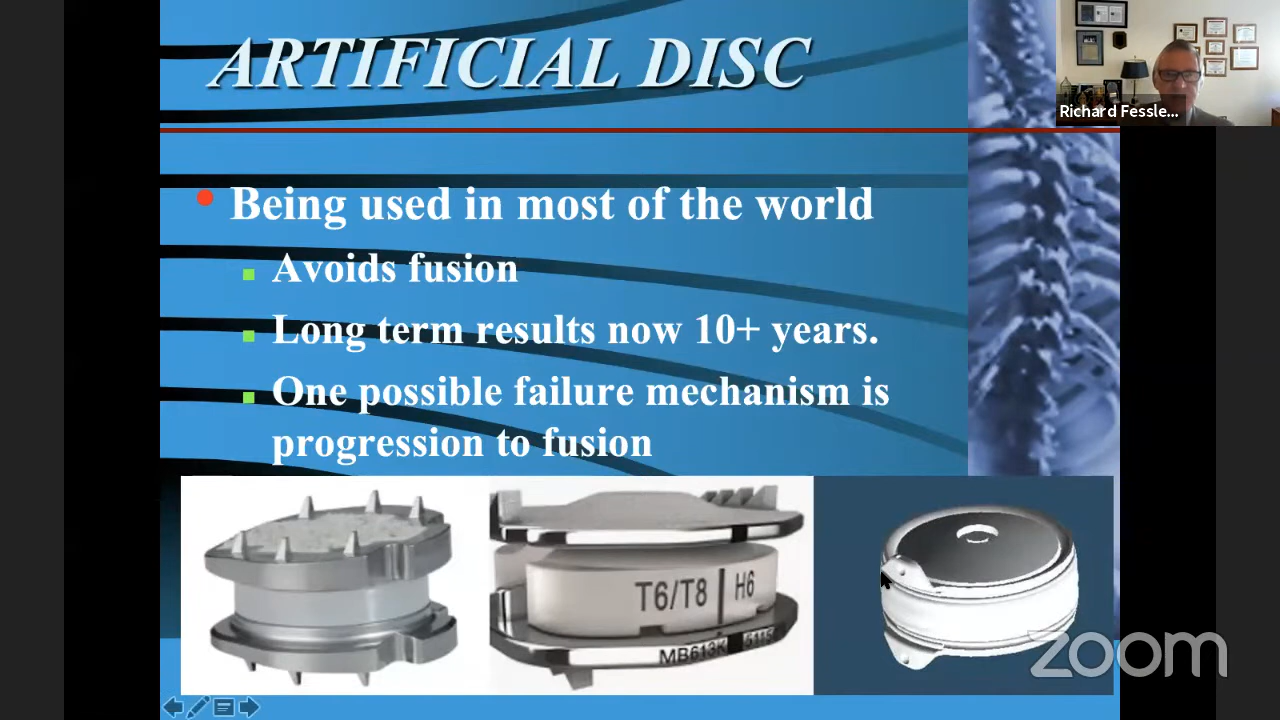 ARTIFICIAL DISC
Richard Fessle...
Being used in most of the world
Avoids fusion
Long term results now 10+ years.
One possible failure mechanism is
progression to fusion
T6/T8 H6
MB613K
zoom